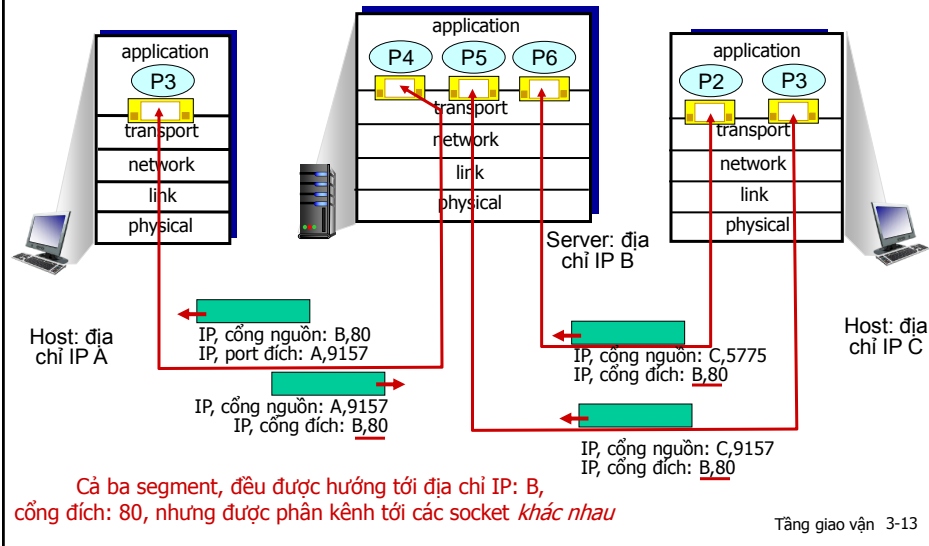 application
P3
transport
network
link
physical
application
P4 P5 P6
transport
network
link
physical
application
P2 P3
transport
network
link
physical
Server: địa
chỉ IP B
Host: địa
chỉ IP A
IP, cổng nguồn: B,80
IP, port đích: A,9157
IP, cổng nguồn: A,9157
IP, cổng đích: B,80
IP, cổng nguồn: C,5775
IP, cổng đích: B,80
IP, cổng nguồn: C,9157
IP, cổng đích: B,80
Host: địa
chỉ IP C
Cả ba segment, đều được hướng tới địa chỉ IP: B,
cổng đích: 80, nhưng được phân kênh tới các socket khác nhau
Tầng giao vận 3-13